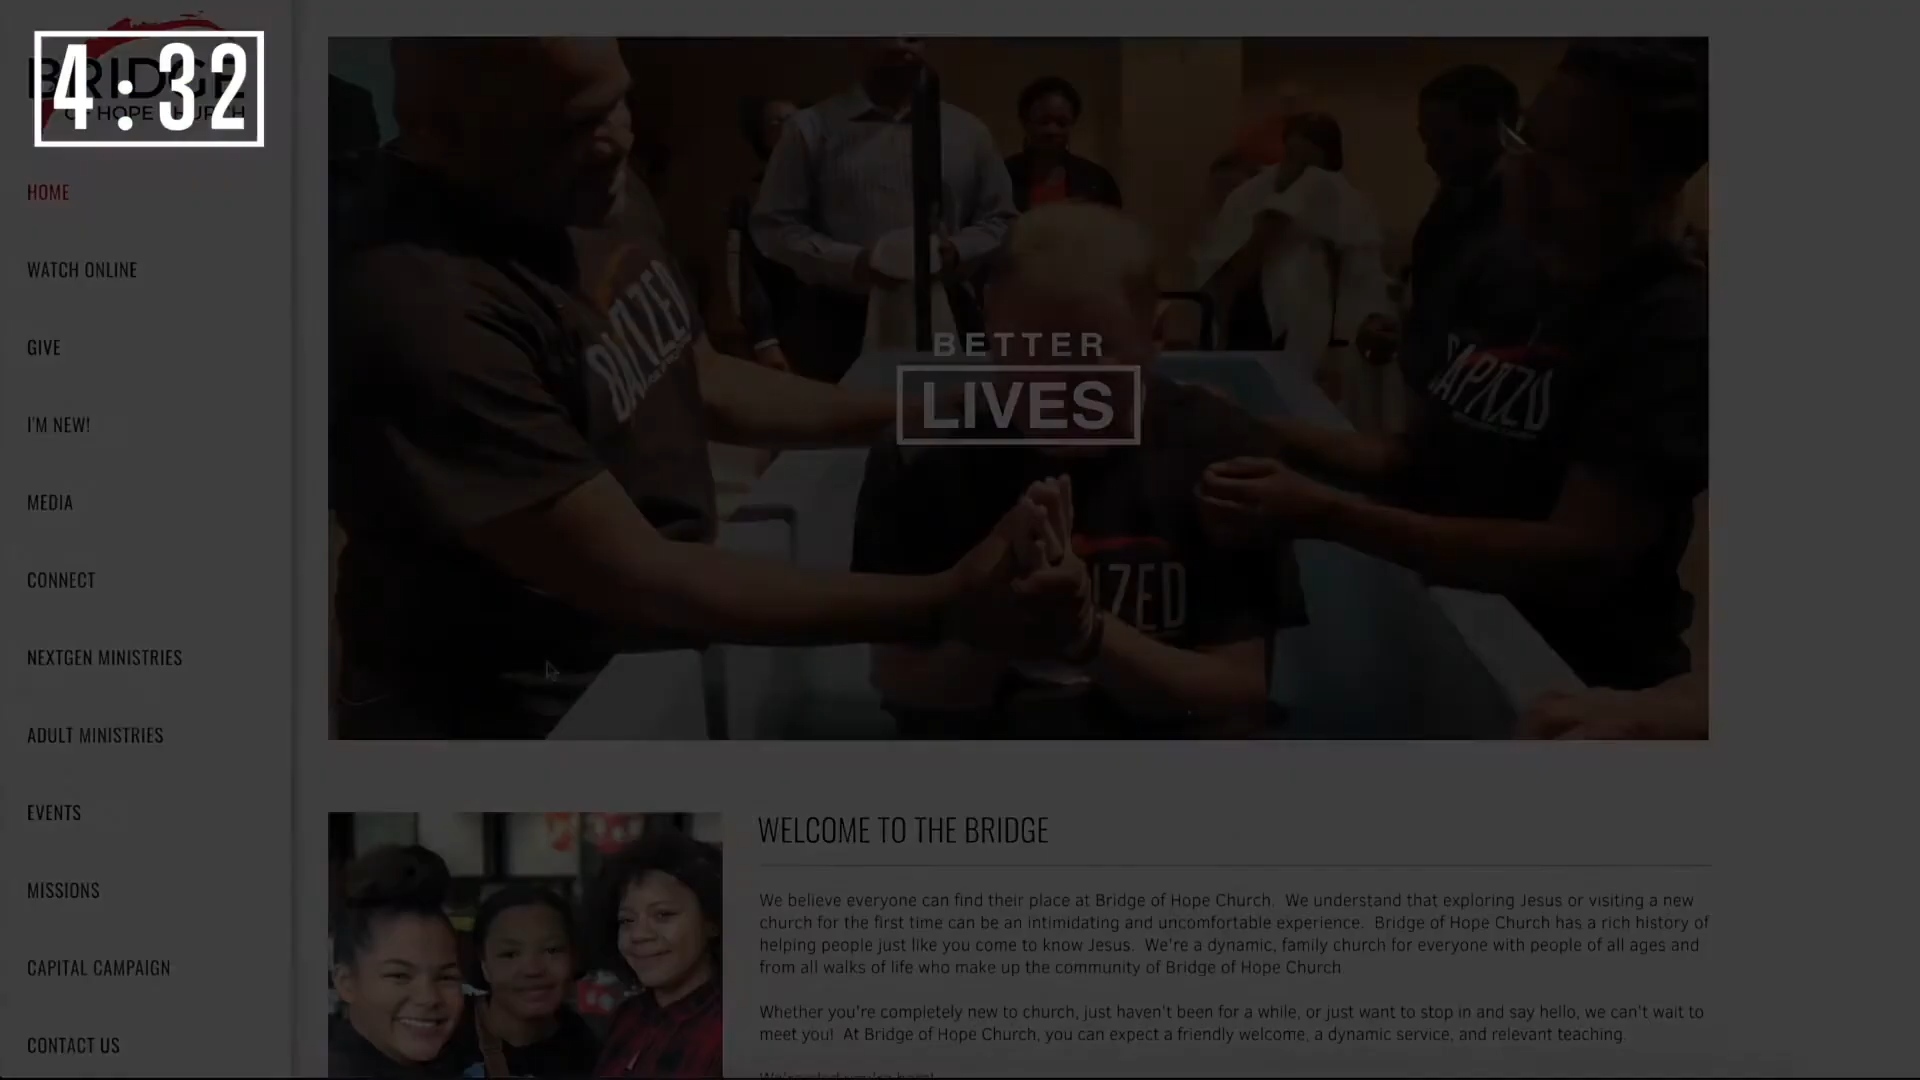 4:32
BRIDGE
OF HOPE CHURCH
HOME
WATCH ONLINE
GIVE
I'M NEW!
MEDIA
CONNECT
NEXTGEN MINISTRIES
ADULT MINISTRIES
EVENTS
MISSIONS
CAPITAL CAMPAIGN
CONTACT US
BETTER
LIVES
WELCOME TO THE BRIDGE
We believe everyone can find their place at Bridge of Hope Church. We understand that exploring Jesus or visiting a new
church for the first time can be an intimidating and uncomfortable experience. Bridge of Hope Church has a rich history of
helping people just like you come to know Jesus. We're a dynamic, family church for everyone with people of all ages and
from all walks of life who make up the community of Bridge of Hope Church.
Whether you're completely new to church, just haven't been for a while, or just want to stop in and say hello, we can't wait to
meet you! At Bridge of Hope Church, you can expect a friendly welcome, a dynamic service, and relevant teaching.